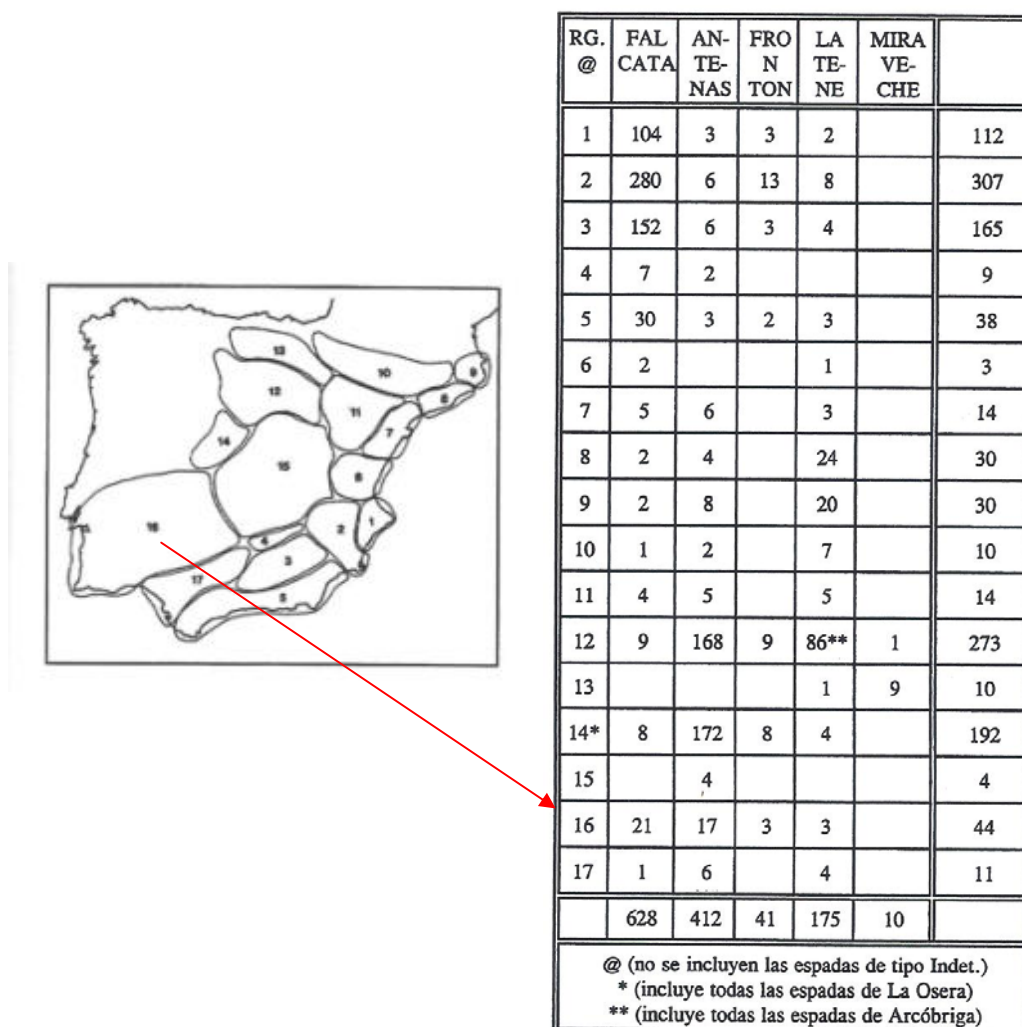 13
10
9
12
8
11
7
14
15
6
1
2
16
4
3
17
5
RG. @ FAL CATA AN- TE- NAS FRO N TON LA TE- NE MIRA VE- CHE
1 104 3 3 2 112
2 280 6 13 8 307
3 152 6 3 4 165
4 7 2 9
5 30 3 2 3 38
6 2 1 3
7 5 6 3 14
8 2 4 24 30
9 2 8 20 30
10 1 2 7 10
11 4 5 5 14
12 9 168 9 86** 1 273
13 1 9 10
14* 8 172 8 4 192
15 4 4
16 21 17 3 3 44
17 1 6 4 11
628 412 41 175 10
@ (no se incluyen las espadas de tipo Indet.)
* (incluye todas las espadas de La Osera)
** (incluye todas las espadas de Arcóbriga)